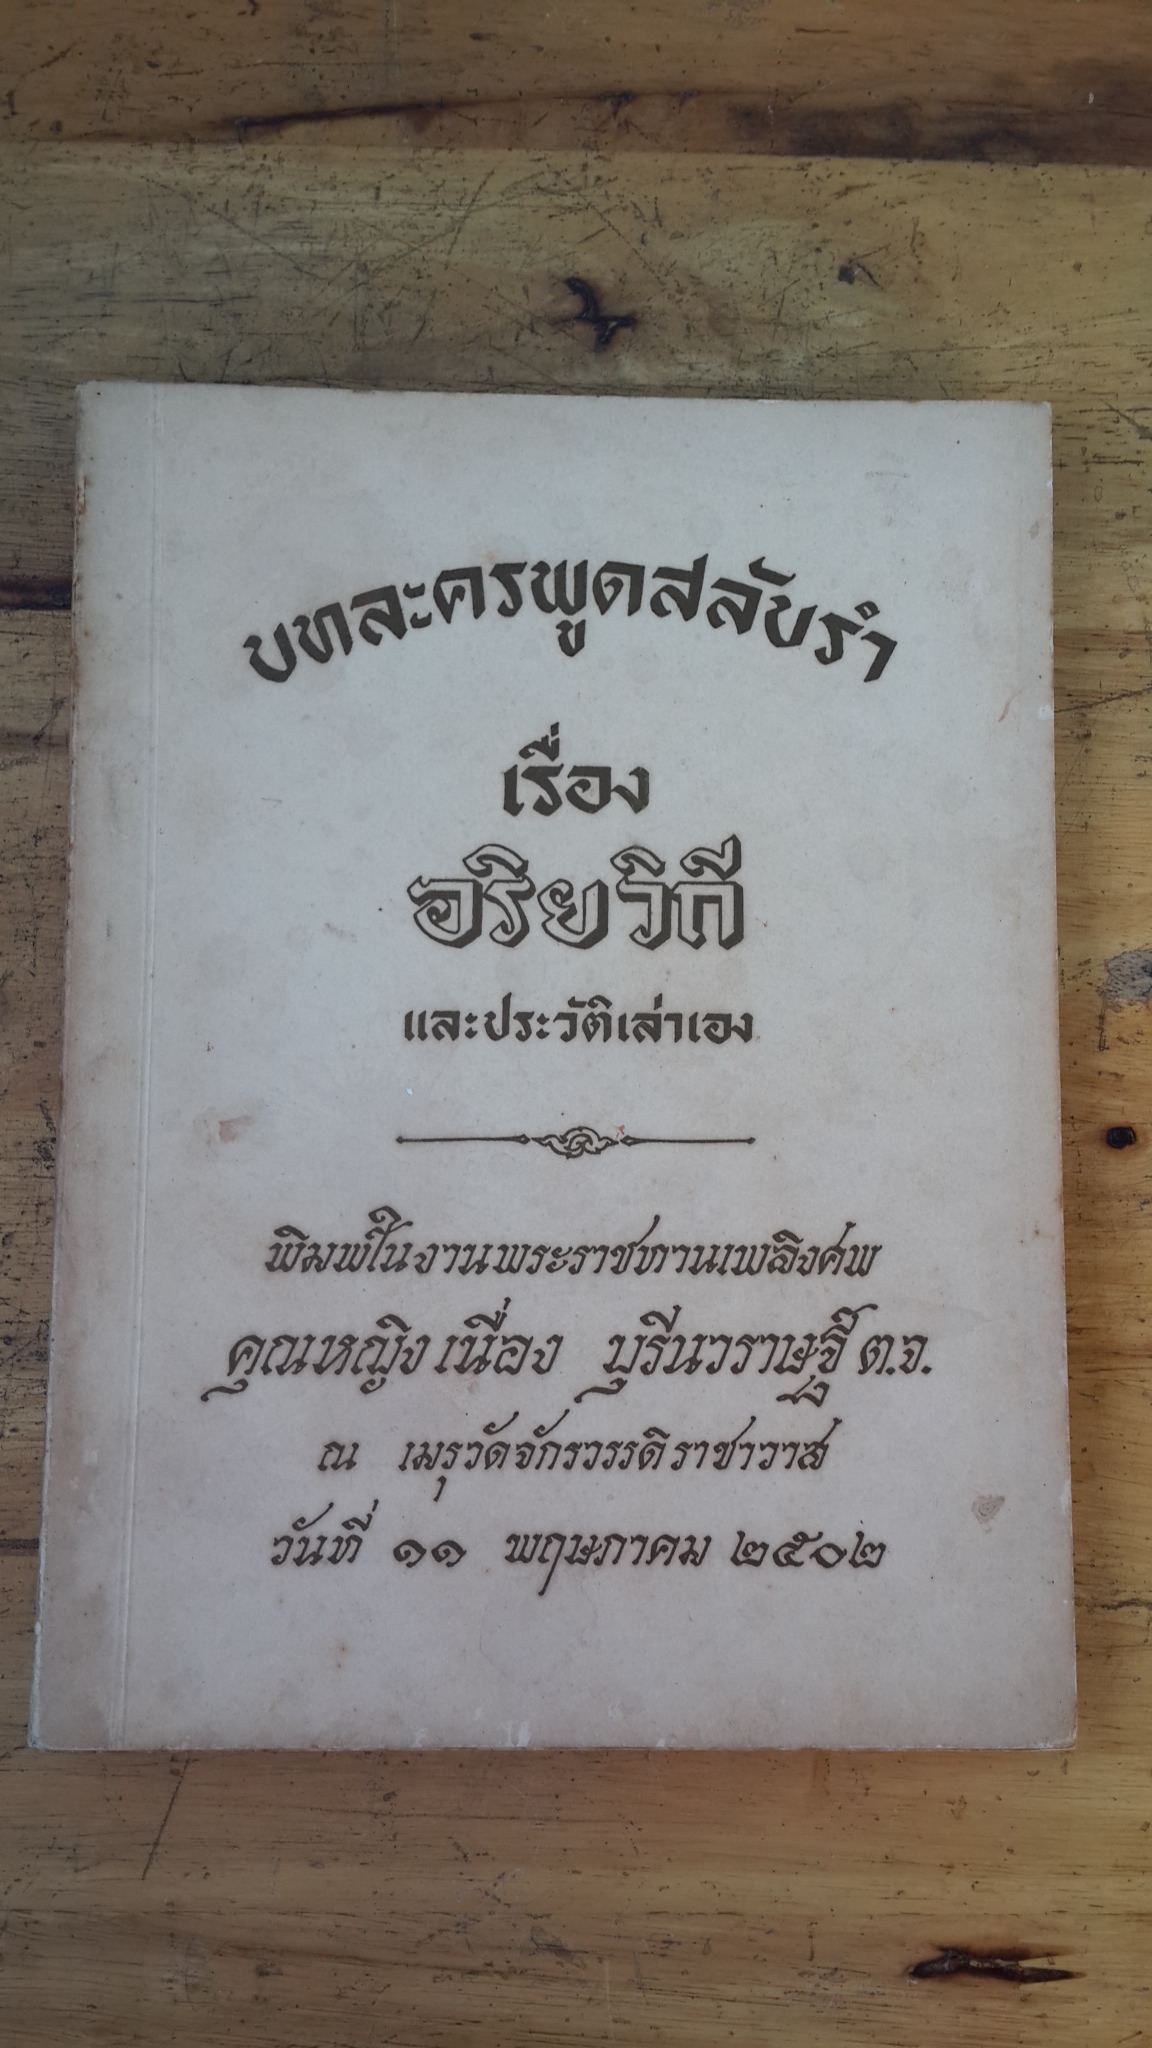 บทละครพูดสลับรำ
เรื่อง
อริยวิถี
และประวัติเล่าเอง
พิมพ์ในงานพระราชทานเพลิงศพ
คุณหญิงเนื่อง บุรีนวราษฐ์ ต.จ.
ณ เมรุวัดจักรวรรดิราชาวาส
วันที่ ๑๑ พฤษภาคม ๒๕๐๒